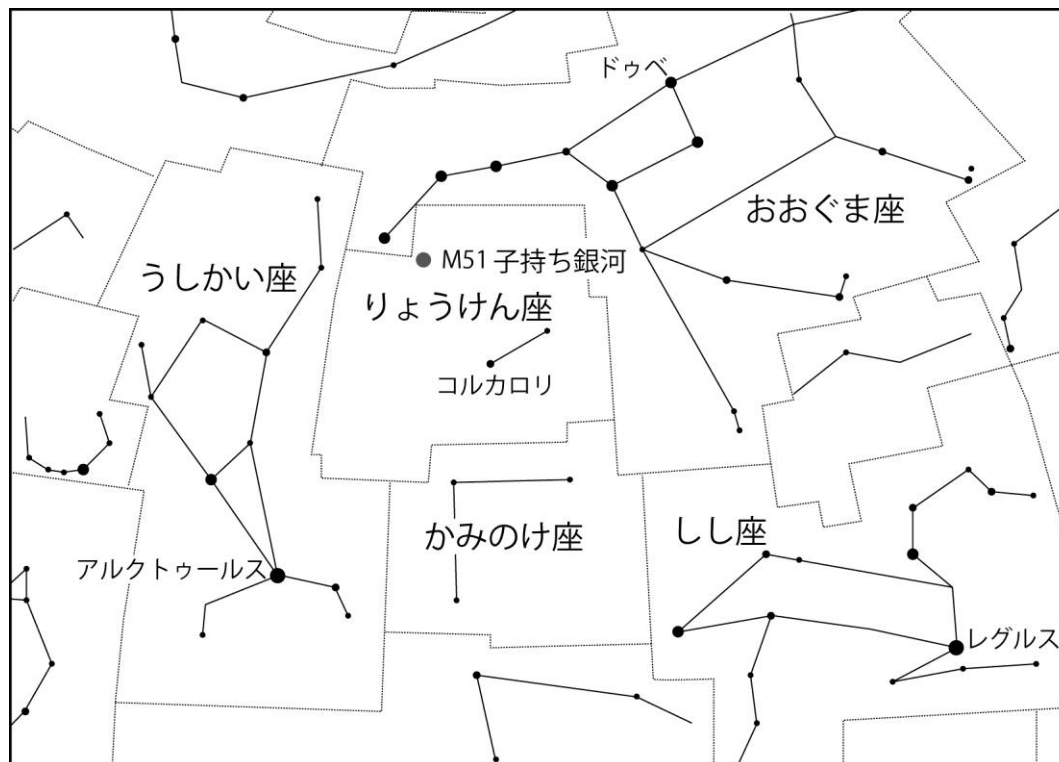 ドゥベ
おおぐま座
M51 子持ち銀河
うしかい座
りょうけん座
コルカロリ
かみのけ座
しし座
アルクトゥールス
レグルス